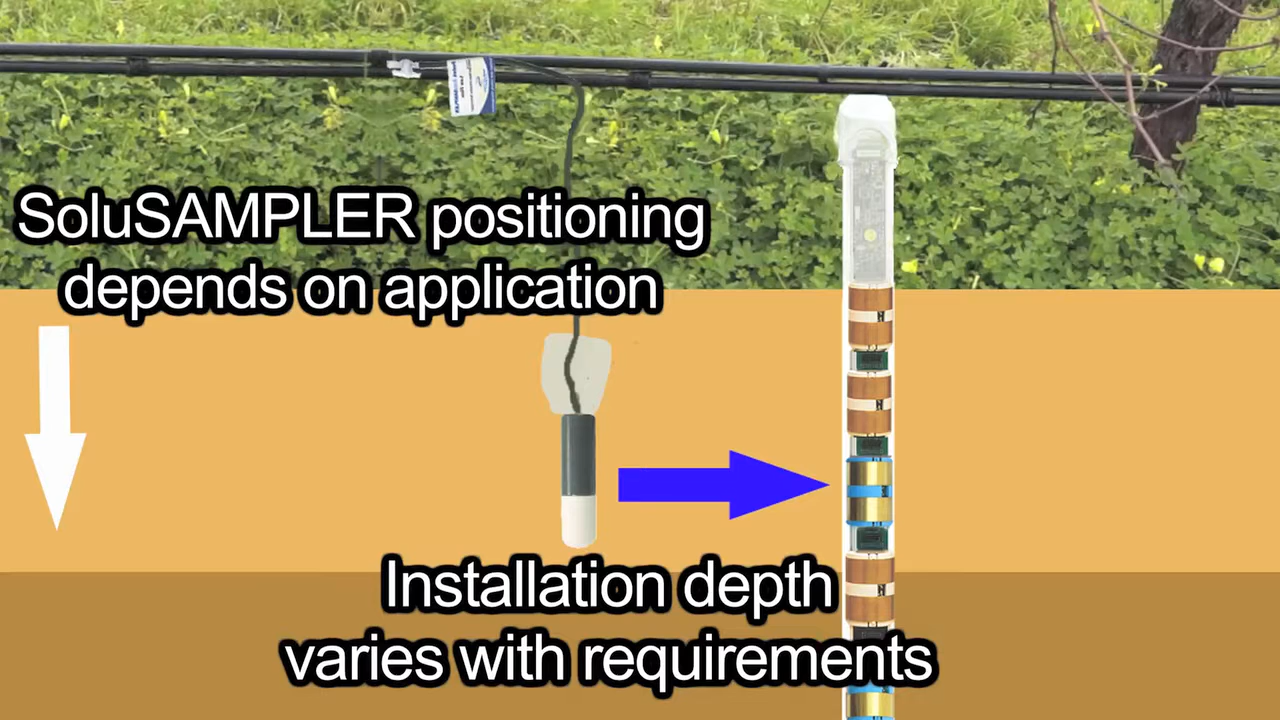 SoluSAMPLER positioning
depends on application
Installation depth
varies with requirements